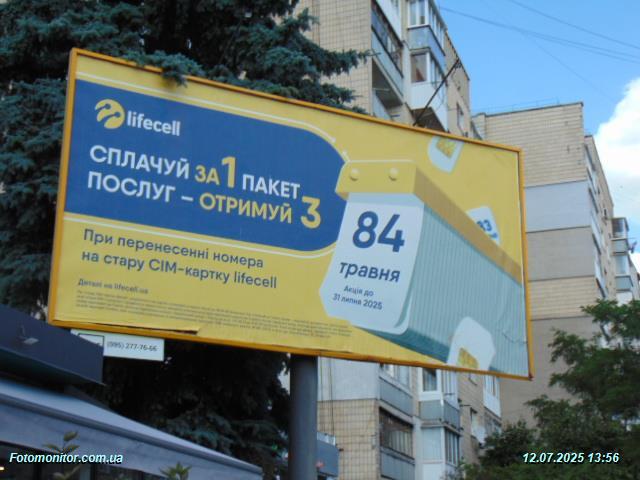 lifecell
СПЛАЧУЙ ЗА 1 ПАКЕТ
ПОСЛУГ – ОТРИМУЙ 3
При перенесенні номера
на стару СІМ-картку lifecell
Деталі на lifecell.ua
84
травня
Акція до
31 липня 2025
(095) 277-76-66
Fotomonitor.com.ua
12.07.2025 13:56